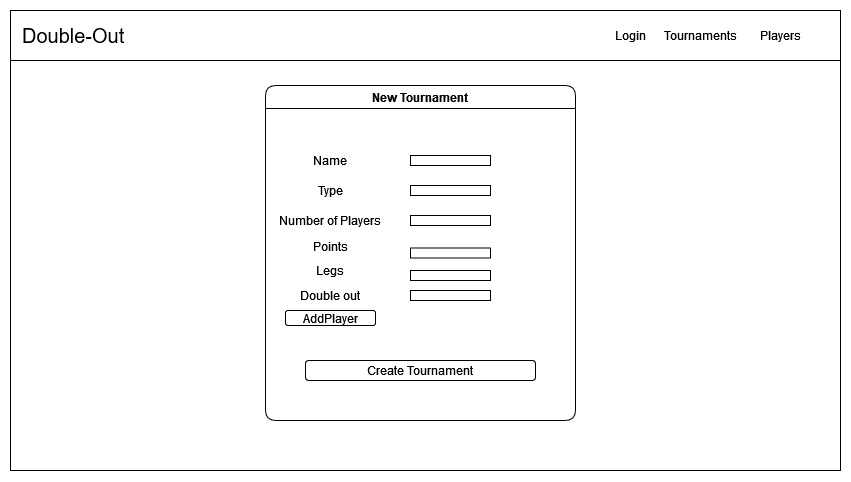 Double-Out
Login Tournaments Players
New Tournament
Name
Type
Number of Players
Points
Legs
Double out
AddPlayer
Create Tournament